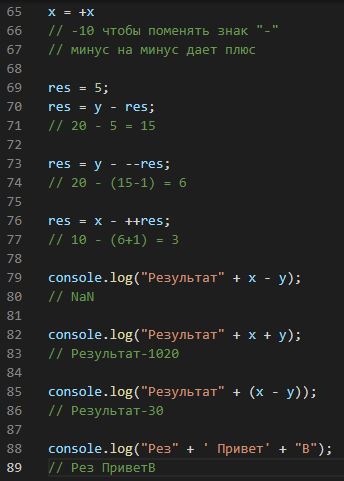 65 x = +x
66 // -10 чтобы поменять знак "-"
67 // минус на минус дает плюс
68
69 res = 5;
70 res = y - res;
71 // 20 - 5 = 15
72
73 res = y - --res;
74 // 20 - (15-1) = 6
75
76 res = x - ++res;
77 // 10 - (6+1) = 3
78
79 console.log("Результат" + x - y);
80 // NaN
81
82 console.log("Результат" + x + y);
83 // Результат-1020
84
85 console.log("Результат" + (x - y));
86 // Результат-30
87
88 console.log("Рез" + ' Привет' + "В");
89 // Рез ПриветВ